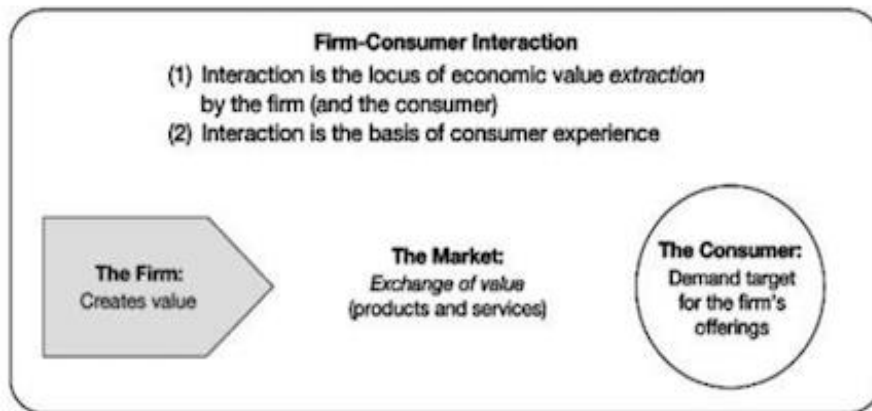 Firm-Consumer Interaction
(1) Interaction is the locus of economic value extraction
by the firm (and the consumer)
(2) Interaction is the basis of consumer experience
The Firm:
Creates value
The Market:
Exchange of value
(products and services)
The Consumer:
Demand target
for the firm's
offerings